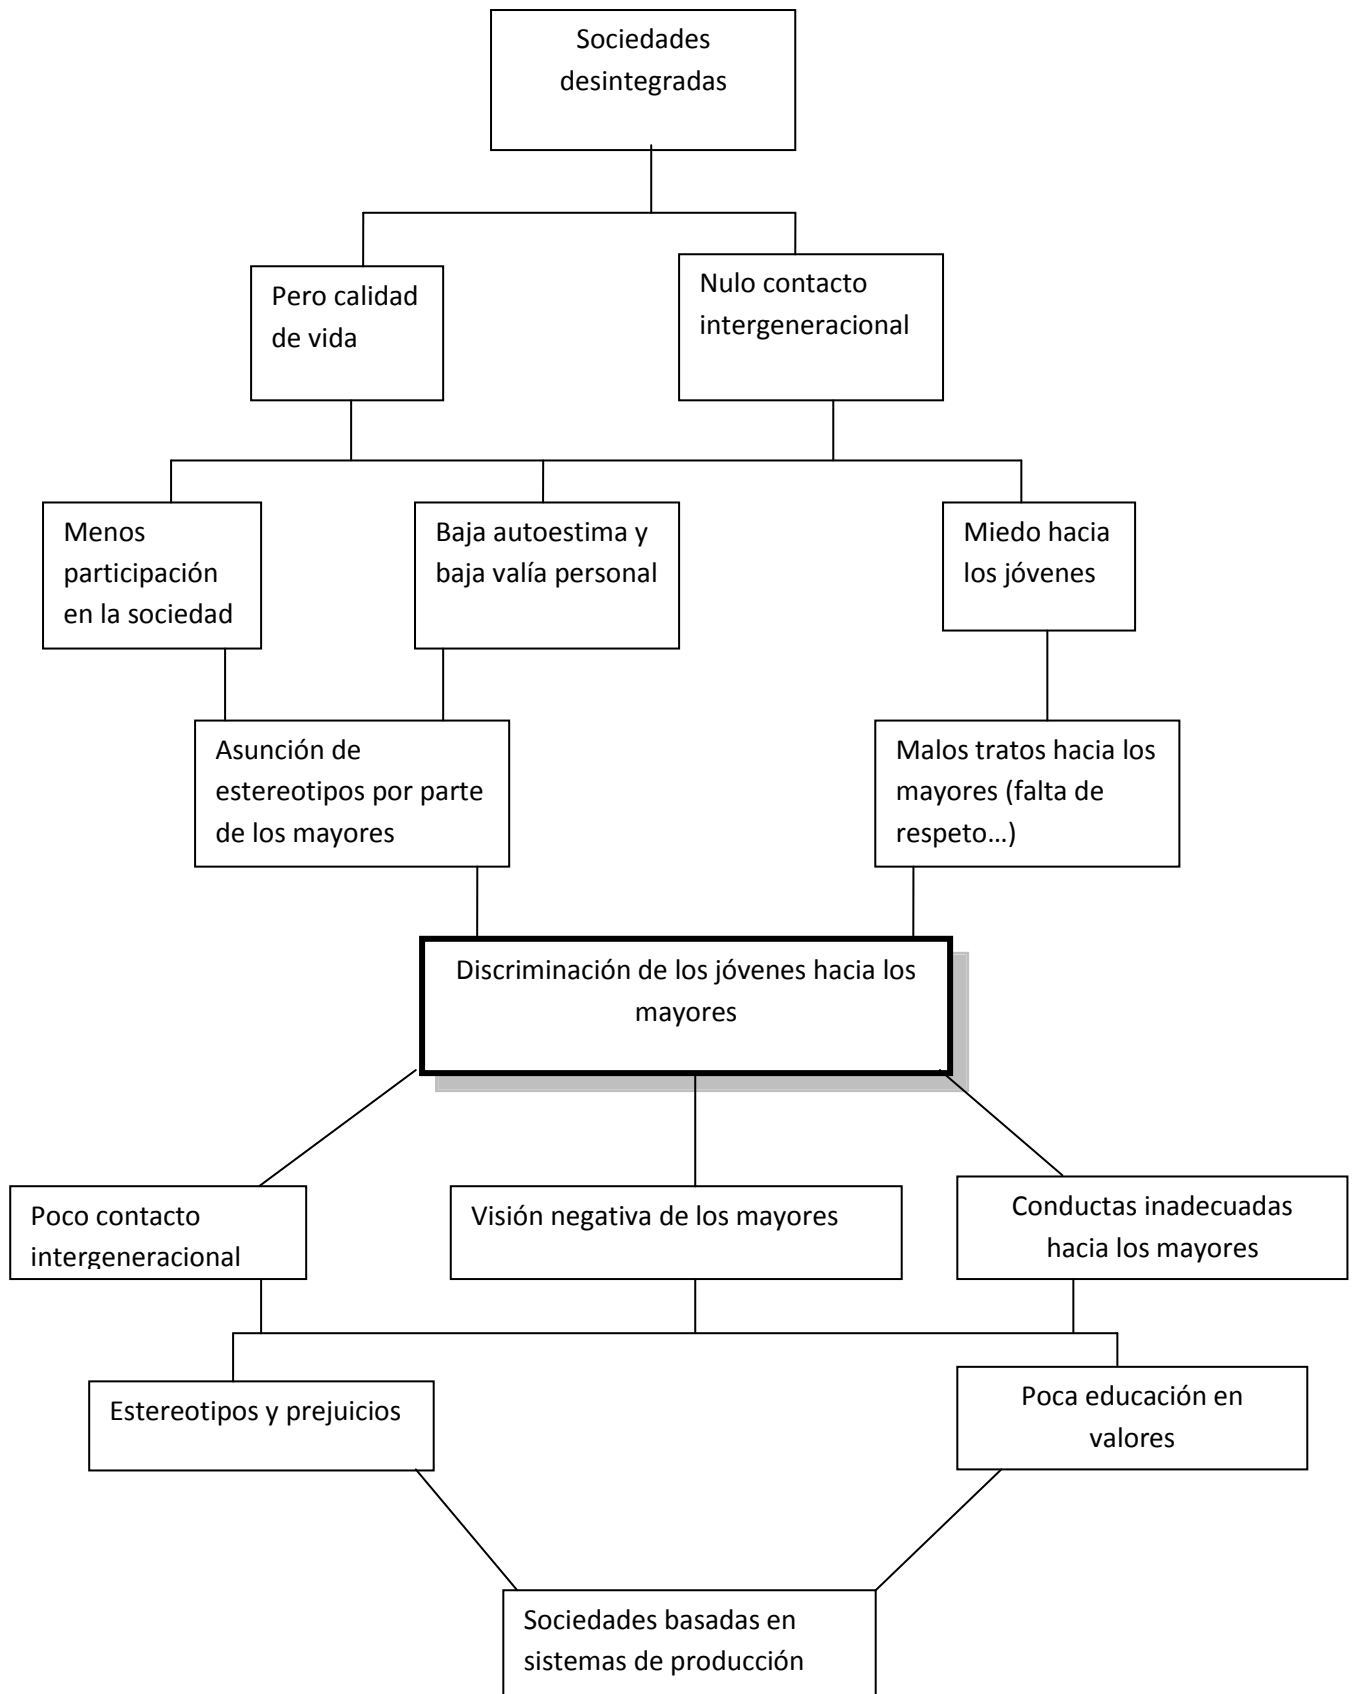 Sociedades
desintegradas
Pero calidad
de vida
Nulo contacto
intergeneracional
Menos
participación
en la sociedad
Baja autoestima y
baja valía personal
Miedo hacia
los jóvenes
Asunción de
estereotipos por parte
de los mayores
Malos tratos hacia los
mayores (falta de
respeto…)
Discriminación de los jóvenes hacia los
mayores
Poco contacto
intergeneracional
Visión negativa de los mayores
Conductas inadecuadas
hacia los mayores
Estereotipos y prejuicios
Poca educación en
valores
Sociedades basadas en
sistemas de producción